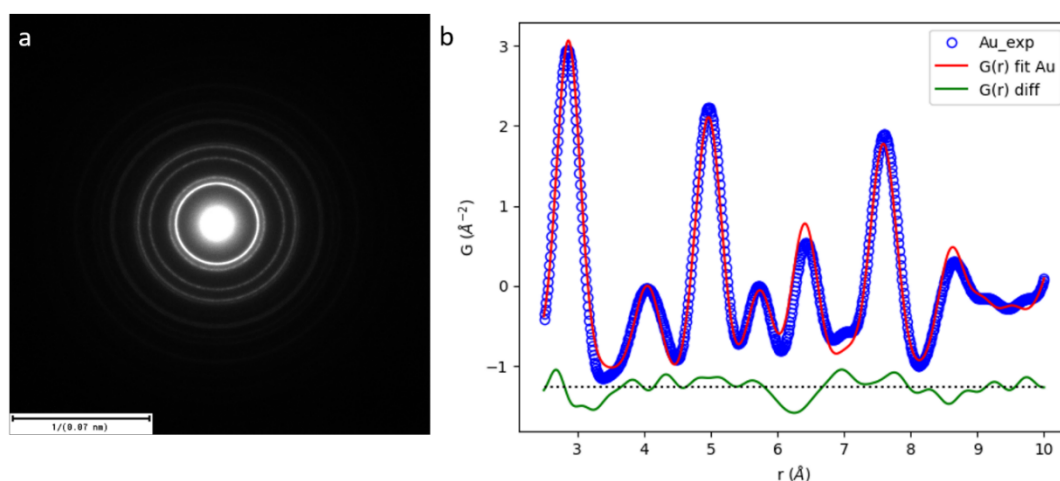 a
1/(0.07 nm)
b
Au_exp
G(r) fit Au
G(r) diff
G (Å⁻²)
3
2
1
0
−1
3
4
5
6
7
8
9
10
r (Å)